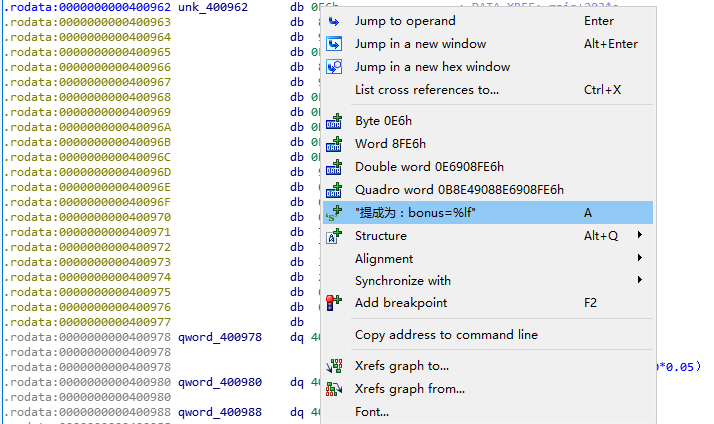 .rodata:0000000000400962 unk_400962 db 0E6h
.rodata:0000000000400963 db
.rodata:0000000000400964 db
.rodata:0000000000400965 db
.rodata:0000000000400966 db
.rodata:0000000000400967 db
.rodata:0000000000400968 db
.rodata:0000000000400969 db
.rodata:000000000040096A db
.rodata:000000000040096B db
.rodata:000000000040096C db
.rodata:000000000040096D db
.rodata:000000000040096E db
.rodata:000000000040096F db
.rodata:0000000000400970 db
.rodata:0000000000400971 db
.rodata:0000000000400972 db
.rodata:0000000000400973 db
.rodata:0000000000400974 db
.rodata:0000000000400975 db
.rodata:0000000000400976 db
.rodata:0000000000400977 db
.rodata:0000000000400978 qword_400978 dq
.rodata:0000000000400978
.rodata:0000000000400978 0*0.05)
.rodata:0000000000400980 qword_400980 dq
.rodata:0000000000400980
.rodata:0000000000400988 qword_400988 dq
Jump to operand Enter
Jump in a new window Alt+Enter
Jump in a new hex window
List cross references to... Ctrl+X
Byte 0E6h
Word 8FE6h
Double word 0E6908FE6h
Quadro word 0B8E49088E6908FE6h
"提成为：bonus=%lf" A
Structure Alt+Q
Alignment
Synchronize with
Add breakpoint F2
Copy address to command line
Xrefs graph to...
Xrefs graph from...
Font...